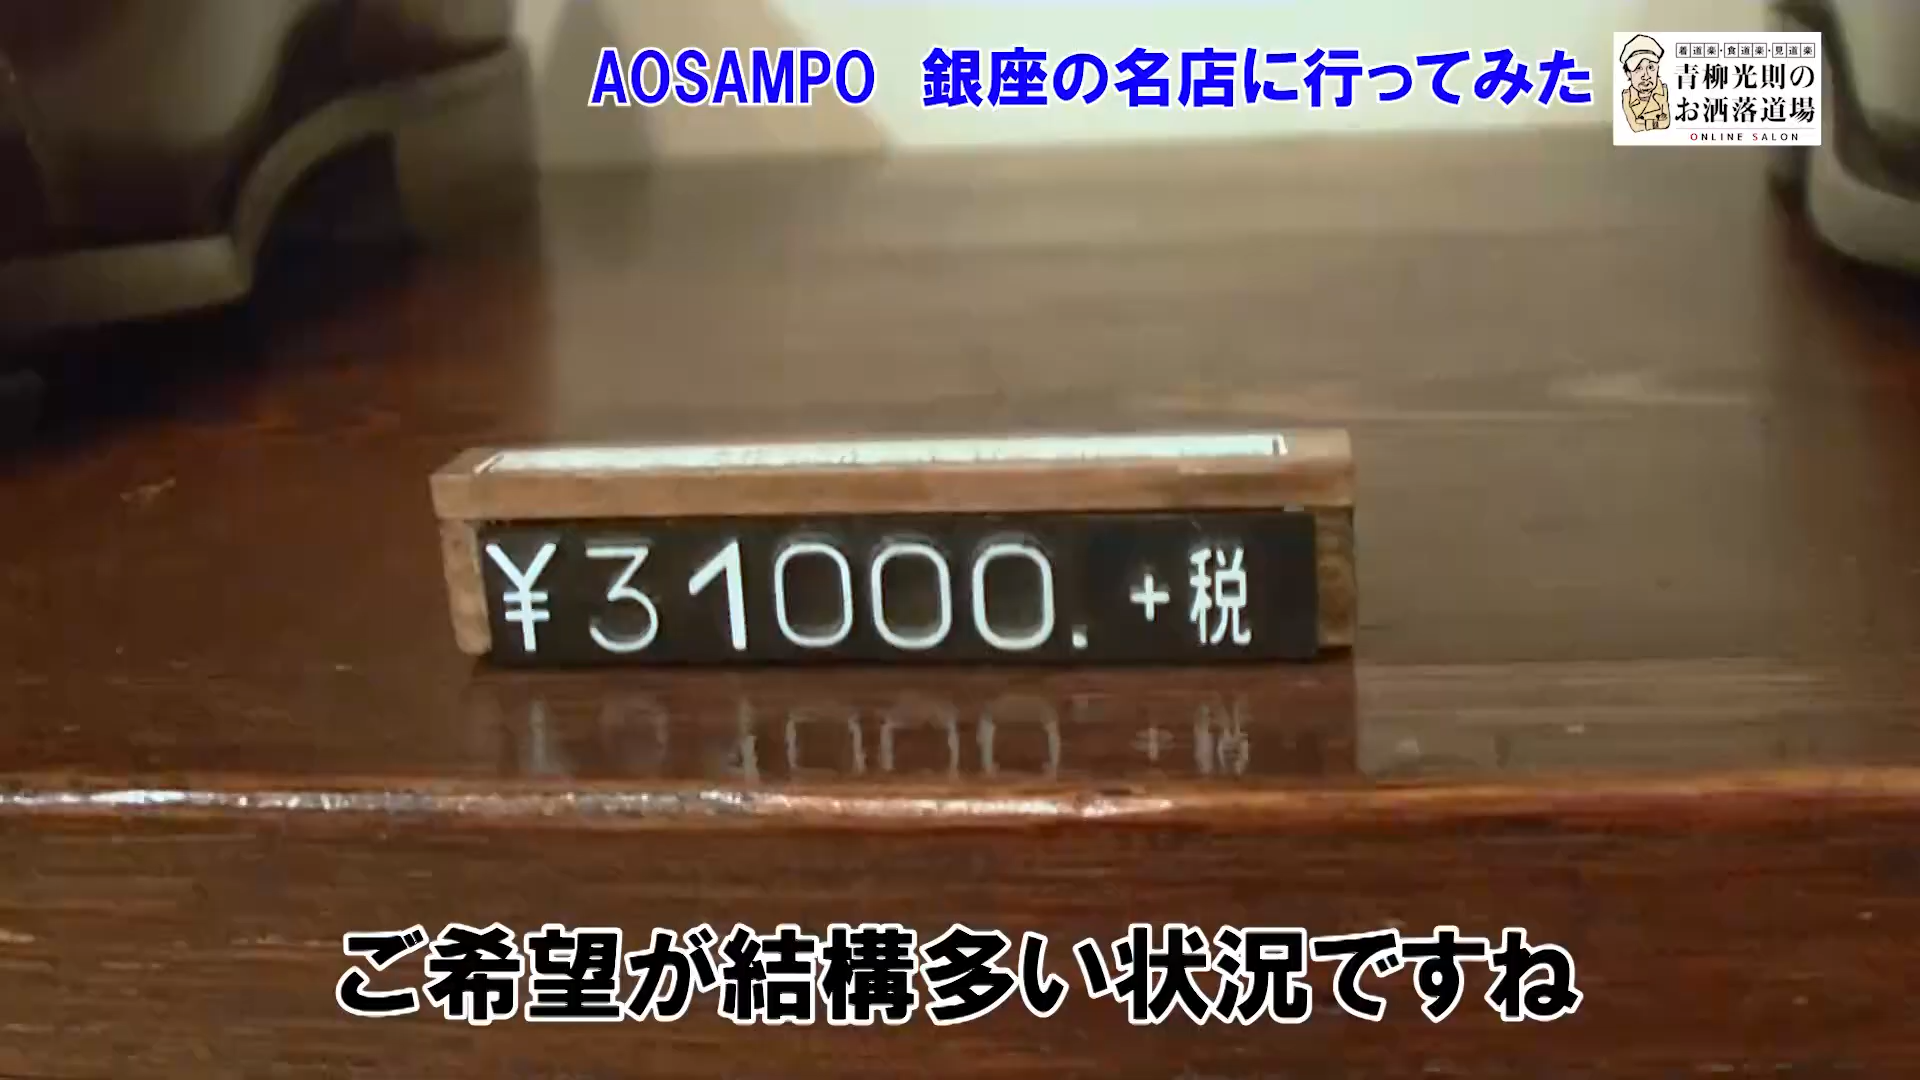 AOSAMPO 銀座の名店に行ってみた
着道楽・食道楽・見道楽
青柳光則の
お洒落道場
ONLINE SALON
¥31000. +税
ご希望が結構多い状況ですね